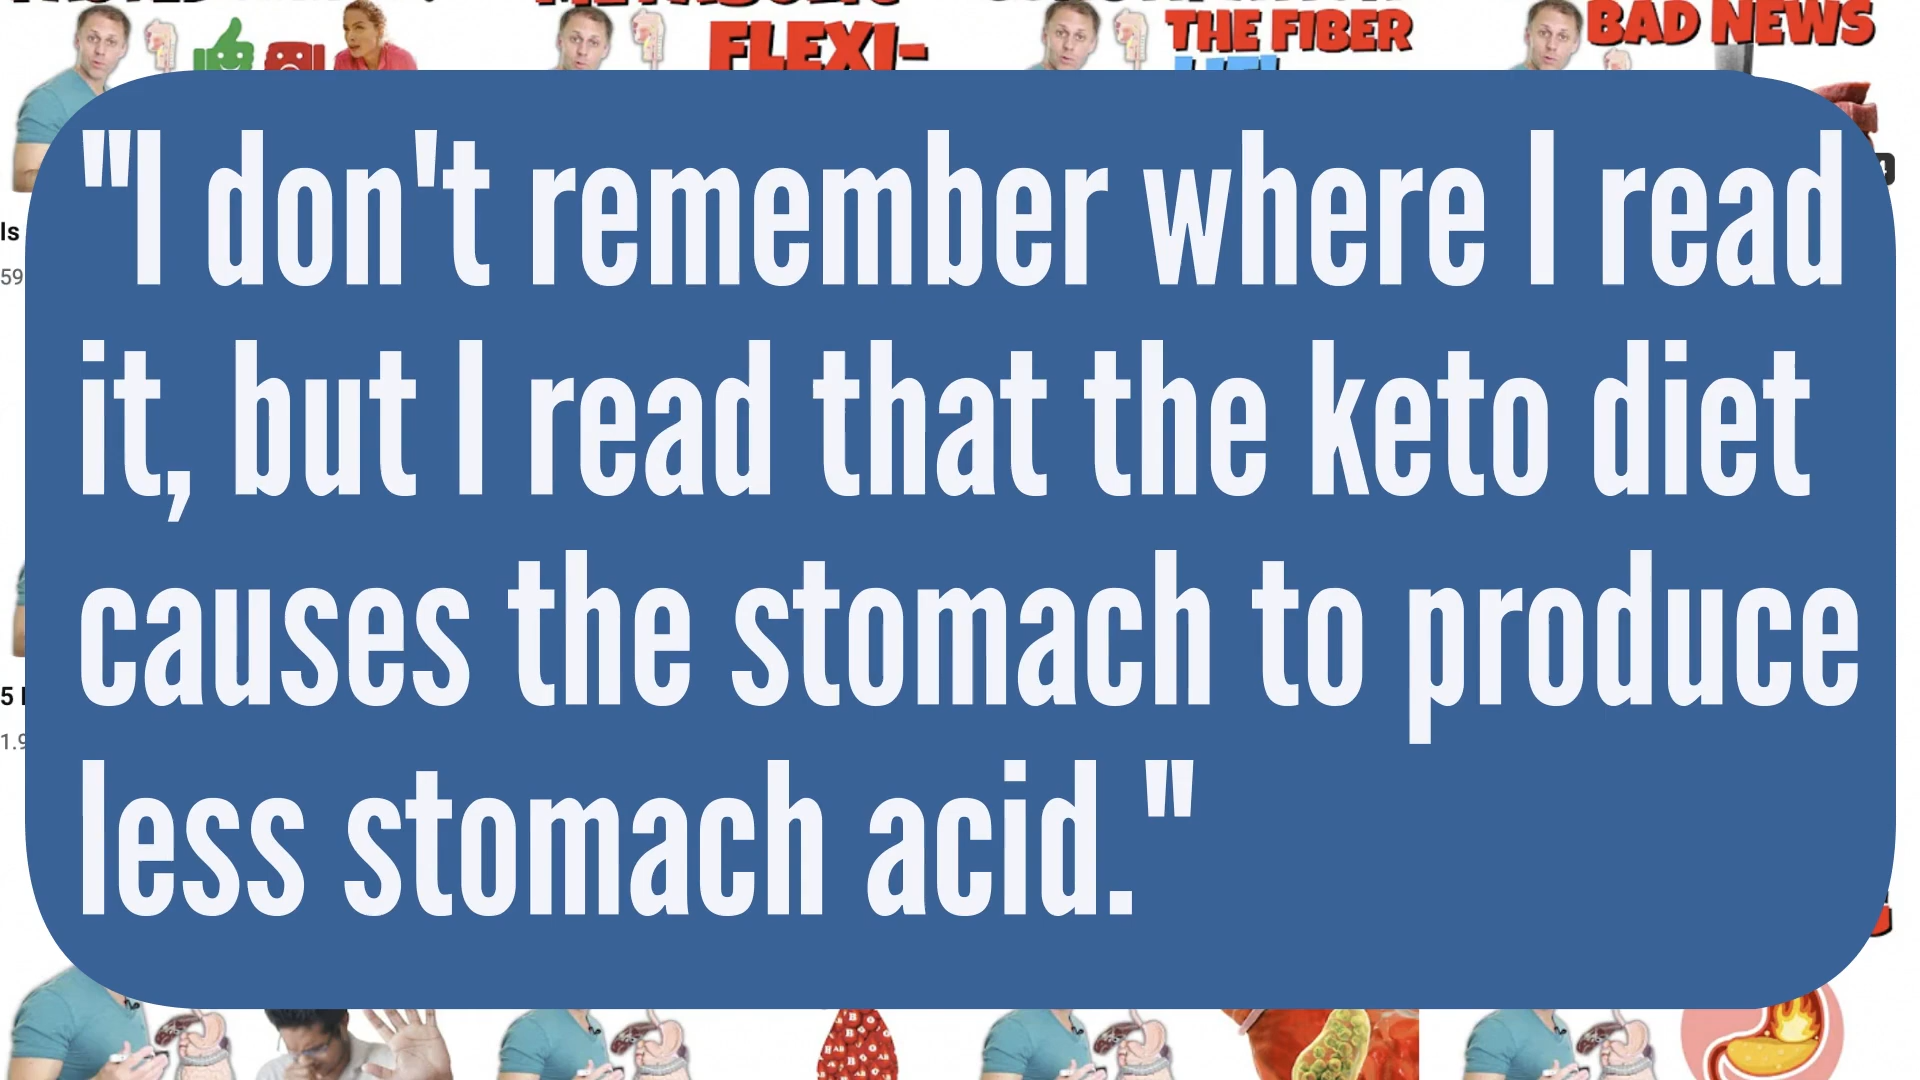 FLEXI-
THE FIBER
BAD NEWS
"I don't remember where I read
it, but I read that the keto diet
causes the stomach to produce
less stomach acid."